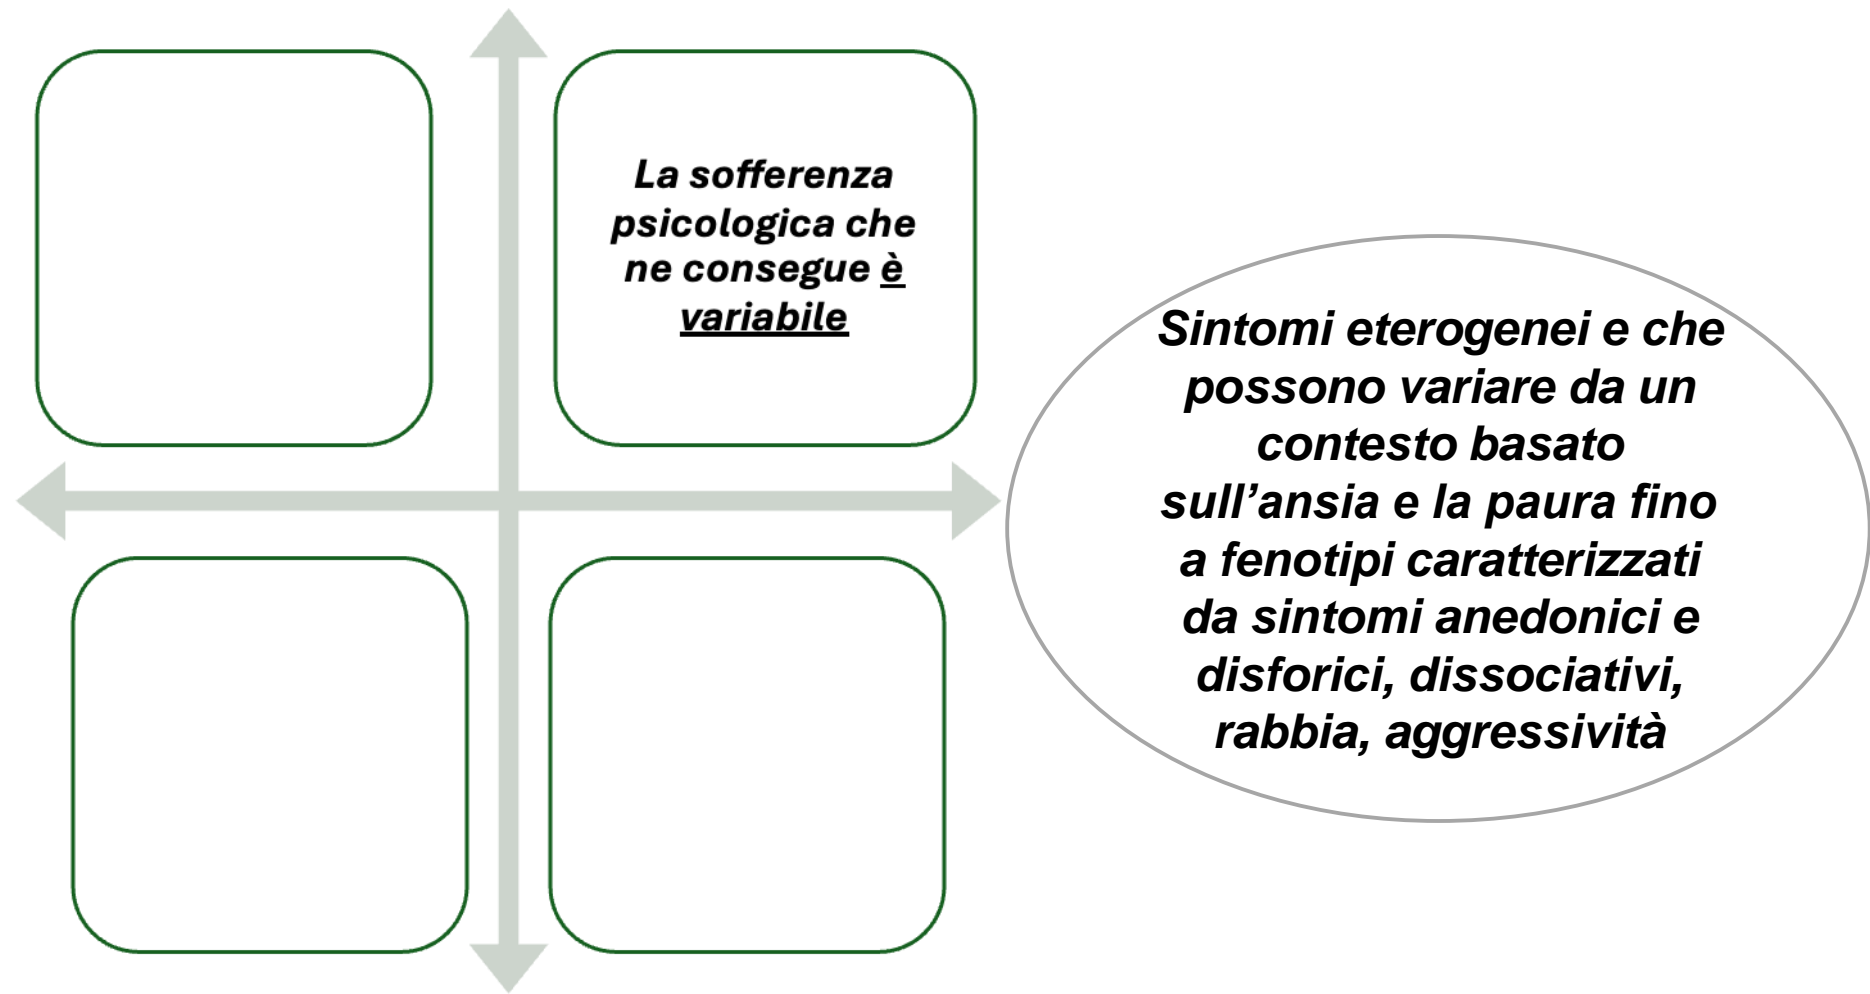 La sofferenza
psicologica che
ne consegue è
variabile
Sintomi eterogenei e che
possono variare da un
contesto basato
sull’ansia e la paura fino
a fenotipi caratterizzati
da sintomi anedonici e
disforici, dissociativi,
rabbia, aggressività